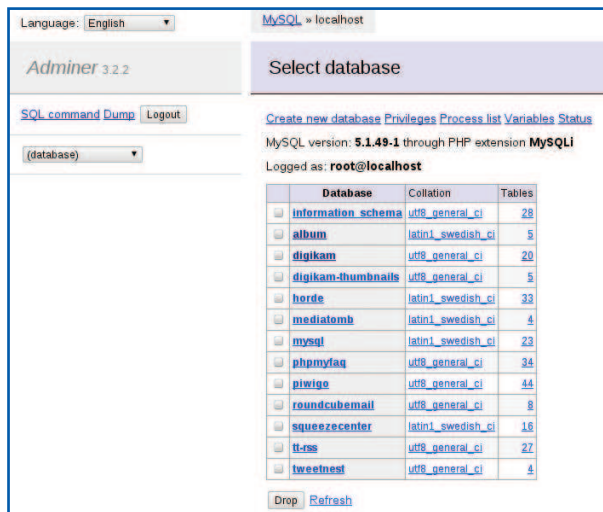 Language: English
MySQL » localhost
Adminer 3.2.2
Select database
SQL command Dump Logout
(database)
Create new database Privileges Process list Variables Status
MySQL version: 5.1.49-1 through PHP extension MySQLi
Logged as: root@localhost
Database Collation Tables
information_schema utf8_general_ci 28
album latin1_swedish_ci 5
digikam utf8_general_ci 20
digikam-thumbnails utf8_general_ci 5
horde latin1_swedish_ci 33
mediatomb latin1_swedish_ci 4
mysql latin1_swedish_ci 23
phpmyfaq utf8_general_ci 34
piwigo utf8_general_ci 44
roundcubemail utf8_general_ci 8
squeezecenter latin1_swedish_ci 16
tt-rss utf8_general_ci 27
tweetnest utf8_general_ci 4
Drop Refresh